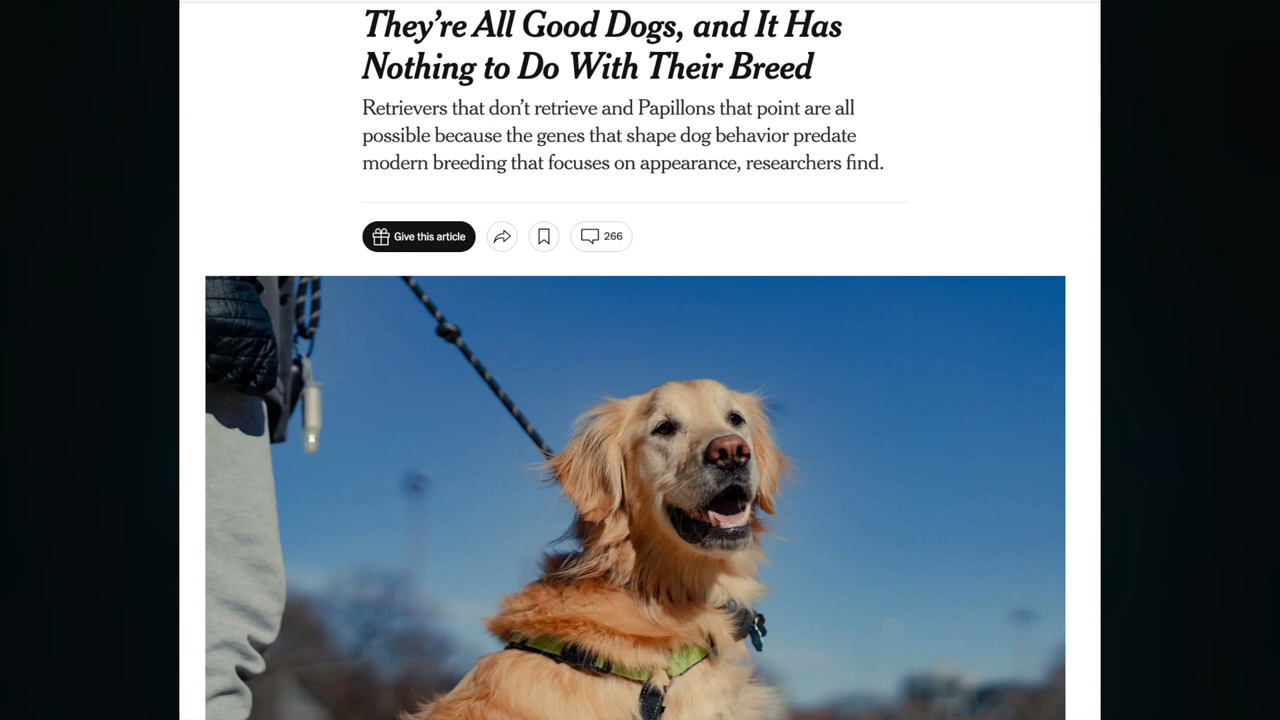 They’re All Good Dogs, and It Has
Nothing to Do With Their Breed
Retrievers that don’t retrieve and Papillons that point are all
possible because the genes that shape dog behavior predate
modern breeding that focuses on appearance, researchers find.
Give this article
266